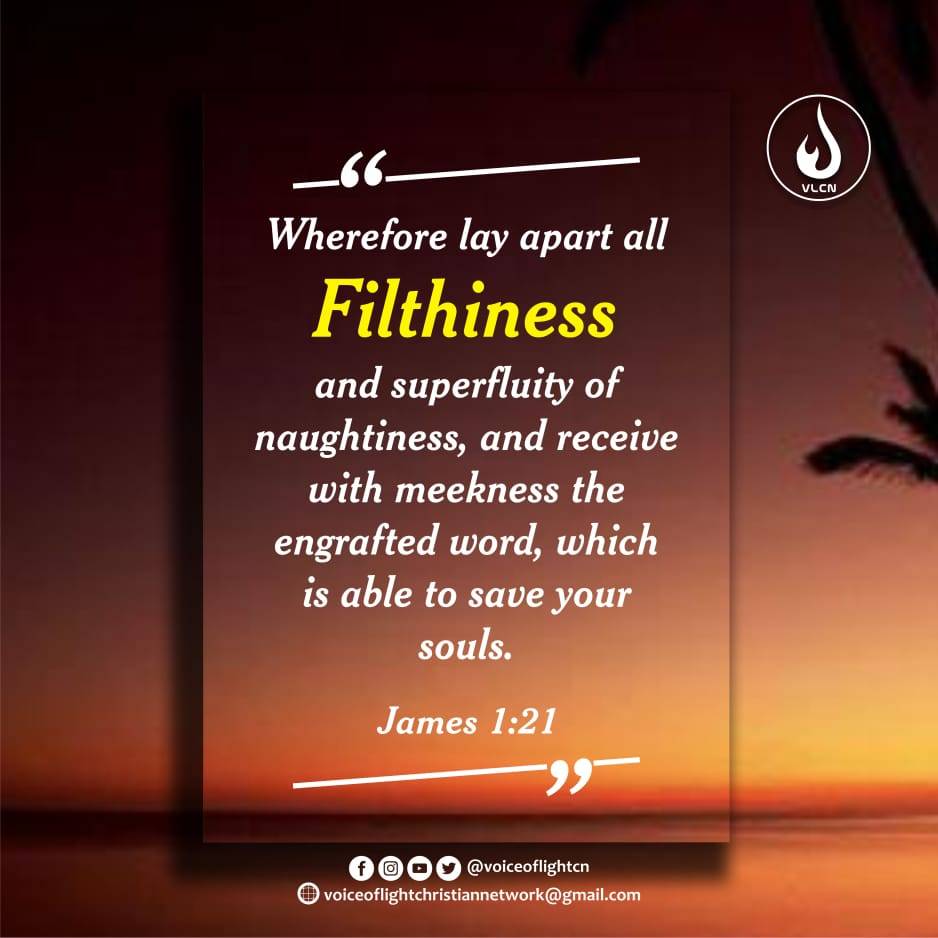 VLCN
“
Wherefore lay apart all
Filthiness
and superfluity of
naughtiness, and receive
with meekness the
engrafted word, which
is able to save your
souls.
James 1:21
”
@voiceoflightcn
voiceoflightchristiannetwork@gmail.com